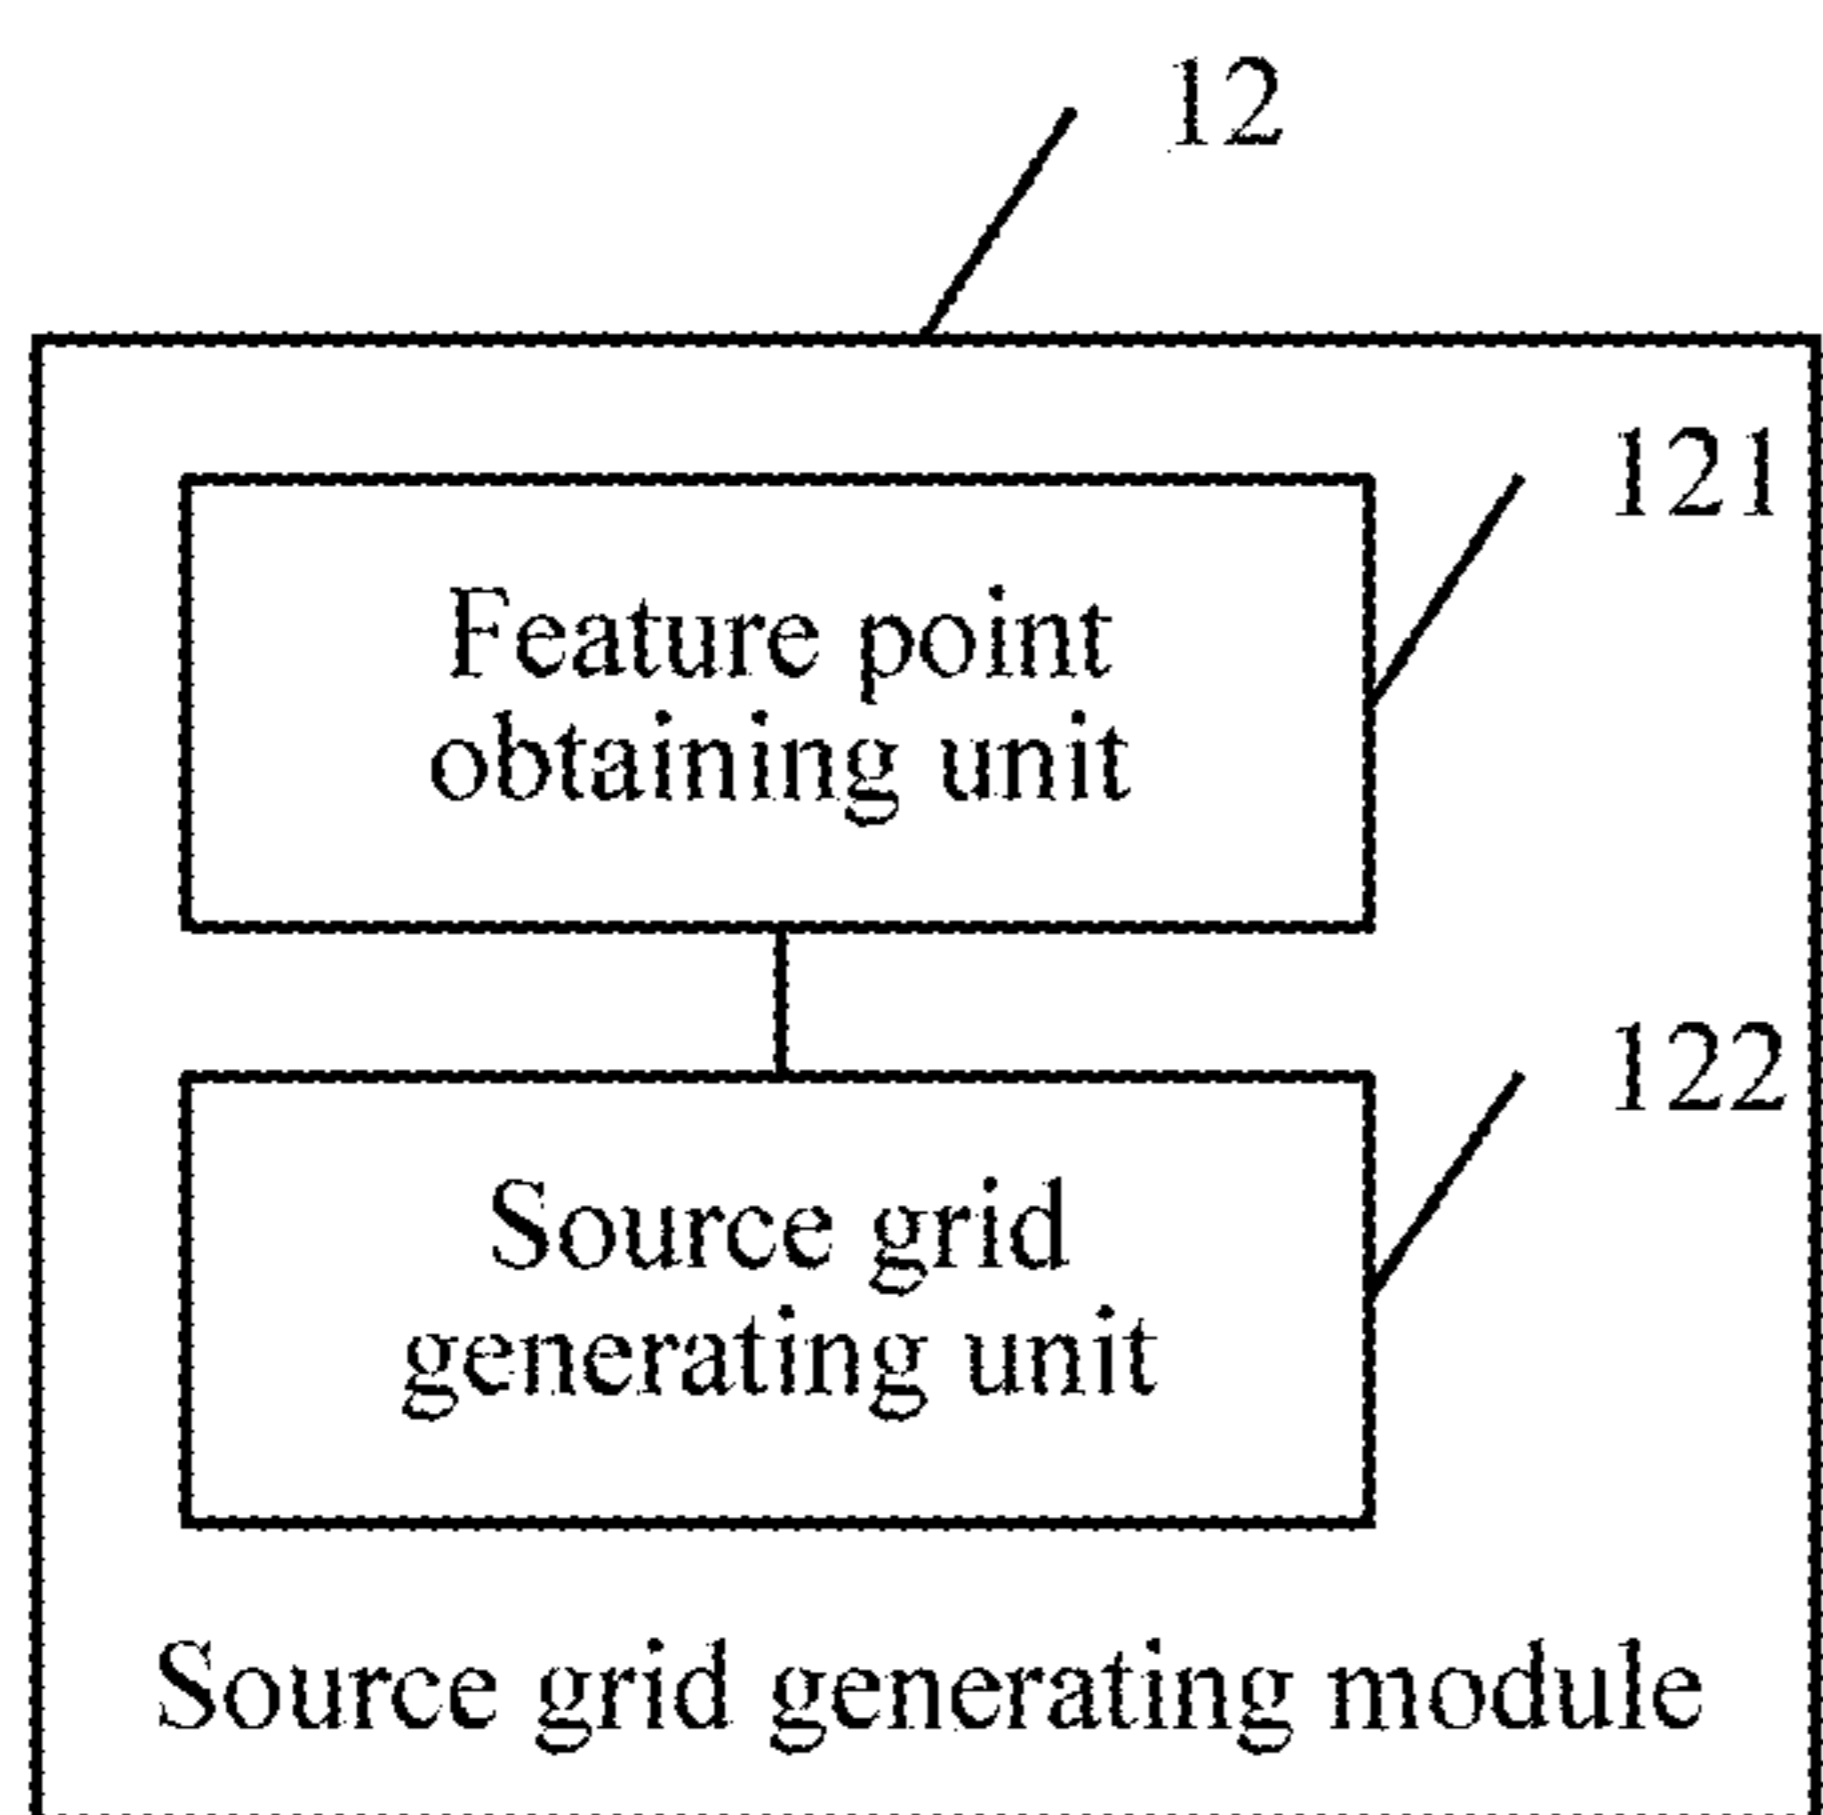 12
121
Feature point
obtaining unit
122
Source grid
generating unit
Source grid generating module